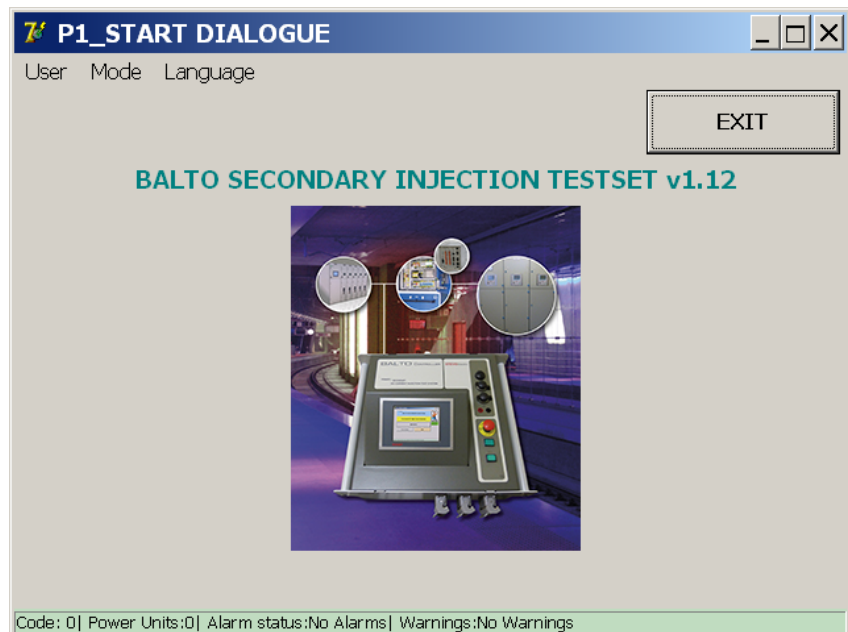 P1_START DIALOGUE
User Mode Language
EXIT
BALTO SECONDARY INJECTION TESTSET v1.12
BALTO
Code: 0| Power Units:0| Alarm status:No Alarms| Warnings:No Warnings